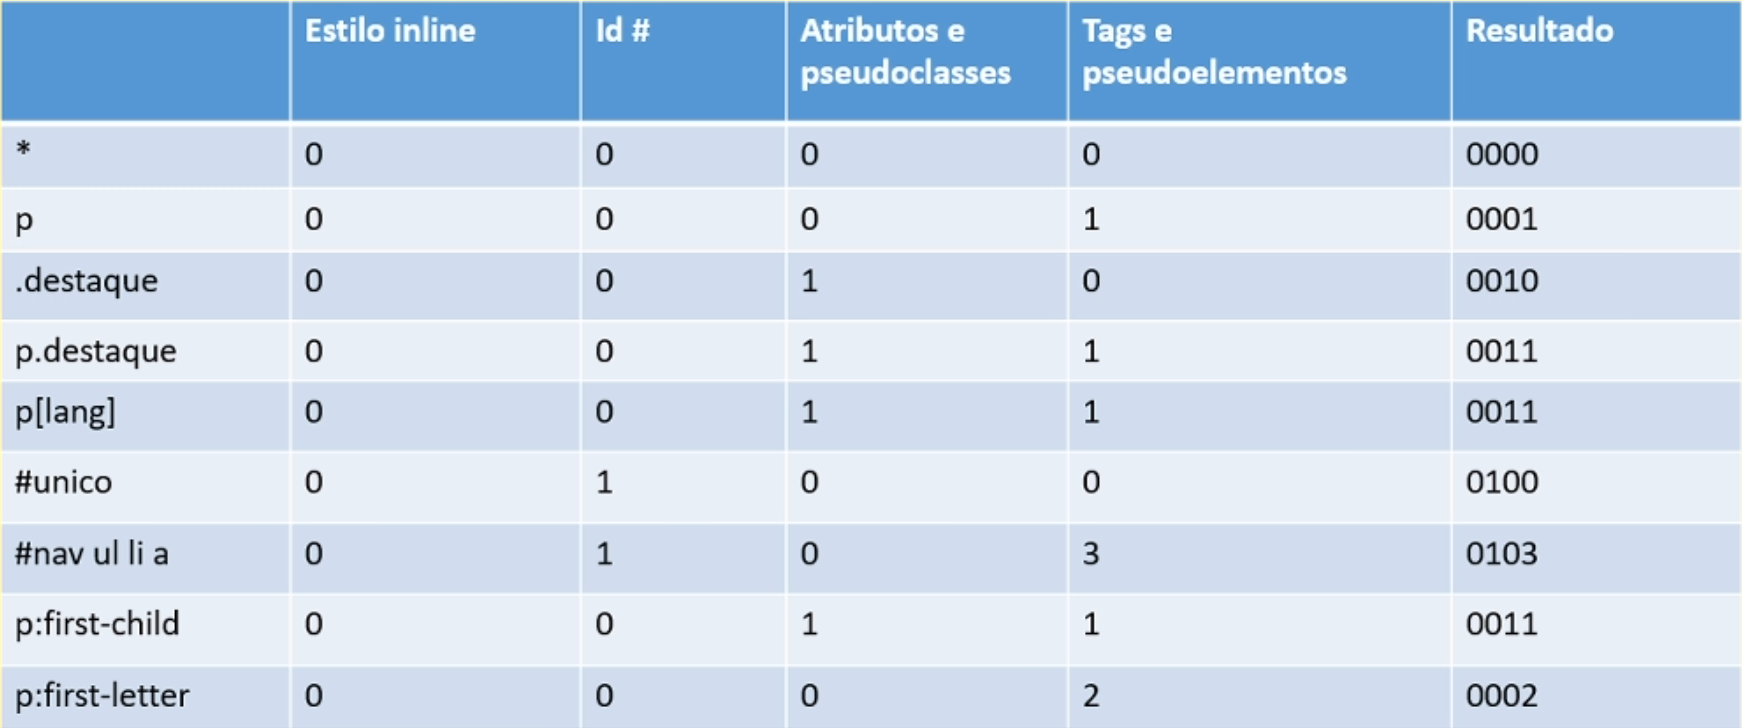 Estilo inline Id # Atributos e pseudoclasses Tags e pseudoelementos Resultado
* 0 0 0 0 0000
p 0 0 0 1 0001
.destaque 0 0 1 0 0010
p.destaque 0 0 1 1 0011
p[lang] 0 0 1 1 0011
#unico 0 1 0 0 0100
#nav ul li a 0 1 0 3 0103
p:first-child 0 0 1 1 0011
p:first-letter 0 0 0 2 0002